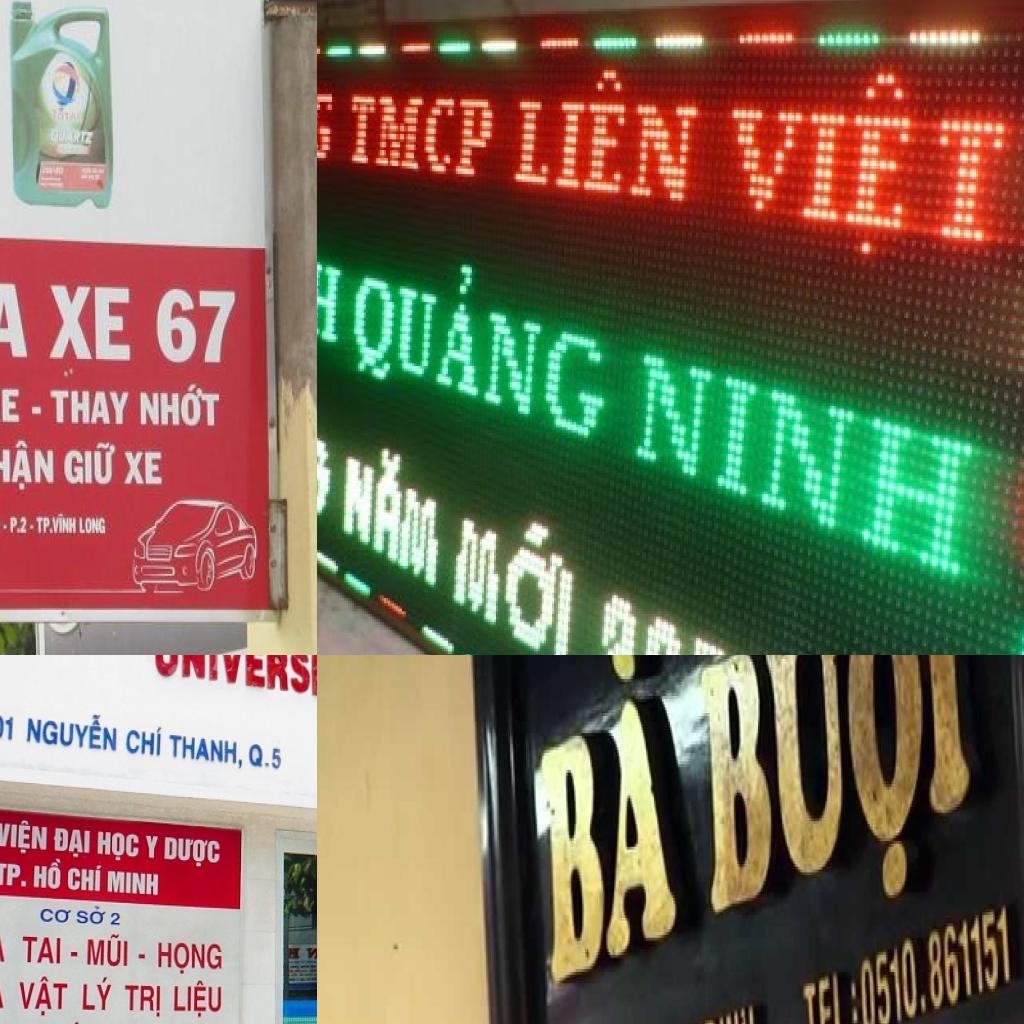 TOTAL
QUARTZ
A XE 67
E - THAY NHỚT
HẬN GIỮ XE
- P.2 - TP.VĨNH LONG
G TMCP LIÊN VIỆT
H QUẢNG NINH
G NĂM MỚI
UNIVERSI
01 NGUYỄN CHÍ THANH, Q.5
VIỆN ĐẠI HỌC Y DƯỢC
TP. HỒ CHÍ MINH
CƠ SỞ 2
A TAI - MŨI - HỌNG
A VẬT LÝ TRỊ LIỆU
BÀ BUỘI
TEL:0510.861151